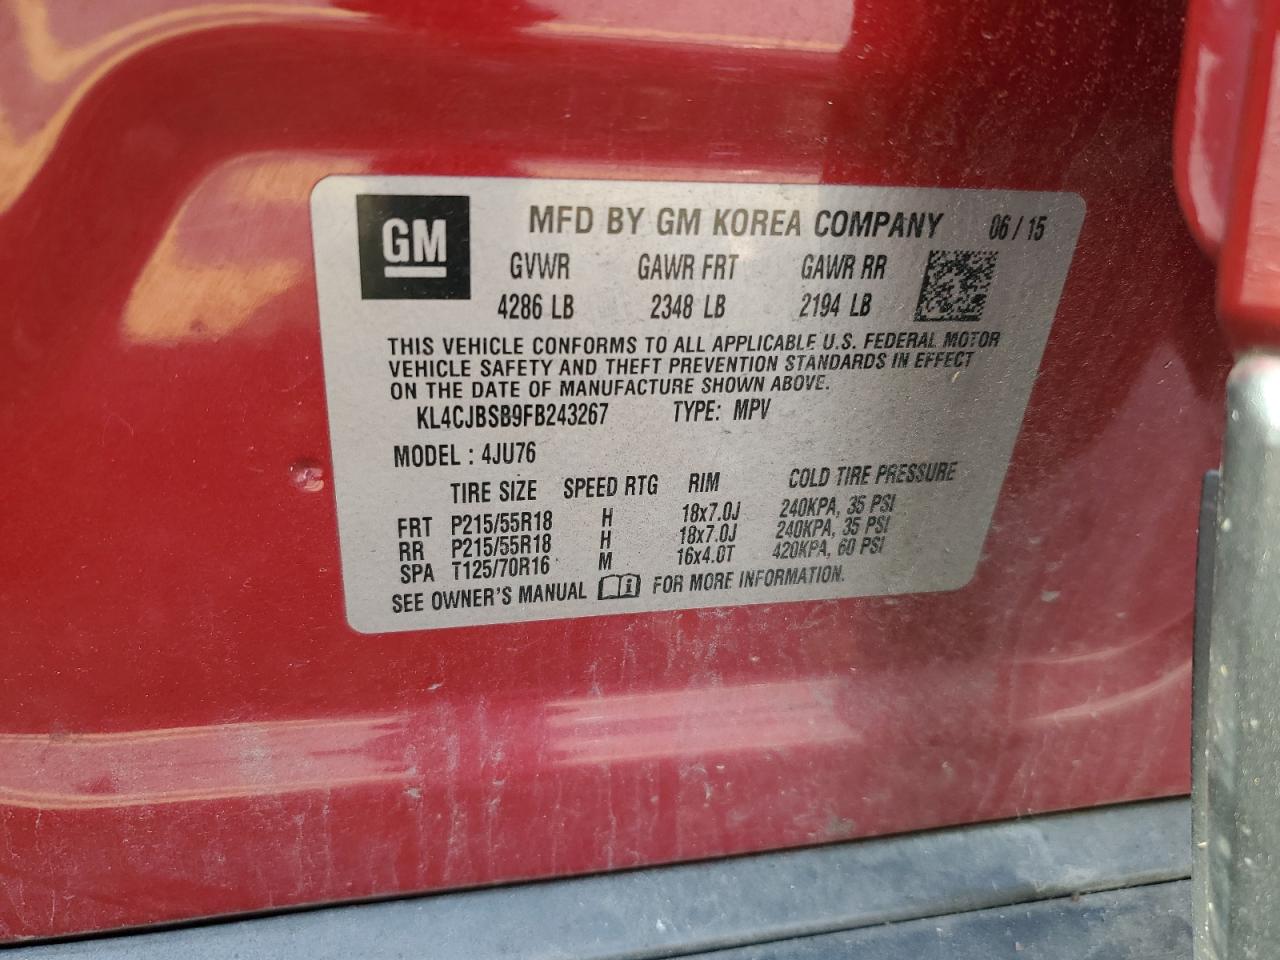 GM
MFD BY GM KOREA COMPANY 06/15
GVWR GAWR FRT GAWR RR
4286 LB 2348 LB 2194 LB
THIS VEHICLE CONFORMS TO ALL APPLICABLE U.S. FEDERAL MOTOR
VEHICLE SAFETY AND THEFT PREVENTION STANDARDS IN EFFECT
ON THE DATE OF MANUFACTURE SHOWN ABOVE.
KL4CJBSB9FB243267 TYPE: MPV
MODEL : 4JU76
TIRE SIZE SPEED RTG RIM COLD TIRE PRESSURE
FRT P215/55R18 H 18x7.0J 240KPA, 35 PSI
RR P215/55R18 H 18x7.0J 240KPA, 35 PSI
SPA T125/70R16 M 16x4.0T 420KPA, 60 PSI
SEE OWNER'S MANUAL FOR MORE INFORMATION.